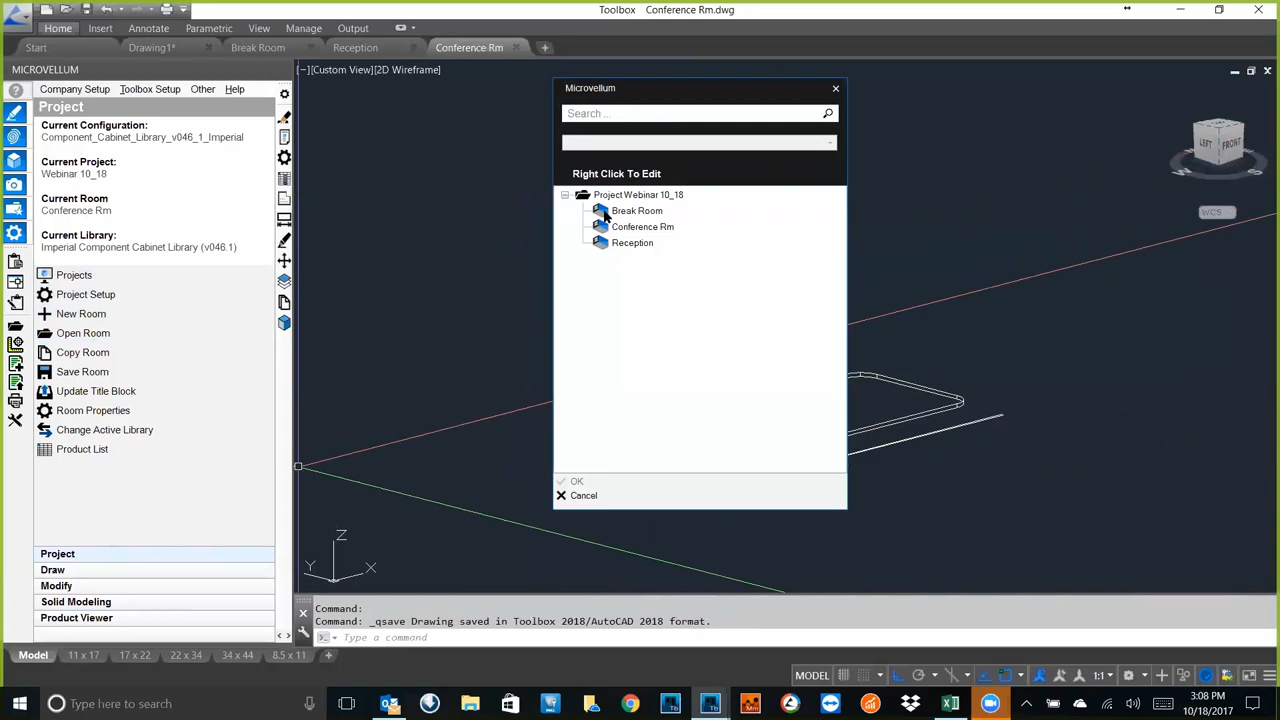 Toolbox Conference Rm.dwg
Home Insert Annotate Parametric View Manage Output
Start Drawing1* Break Room Reception Conference Rm
MICROVELLUM
Company Setup Toolbox Setup Other Help
Project
Current Configuration:
Component_Cabinet_Library_v046_1_Imperial
Current Project:
Webinar 10_18
Current Room
Conference Rm
Current Library:
Imperial Component Cabinet Library (v046.1)
Projects
Project Setup
New Room
Open Room
Copy Room
Save Room
Update Title Block
Room Properties
Change Active Library
Product List
Project
Draw
Modify
Solid Modeling
Product Viewer
[−][Custom View][2D Wireframe]
Microvellum
Search ...
Right Click To Edit
Project Webinar 10_18
Break Room
Conference Rm
Reception
OK
Cancel
LEFT FRONT
WCS
Z
Y X
Command:
Command: _qsave Drawing saved in Toolbox 2018/AutoCAD 2018 format.
Type a command
Model 11 x 17 17 x 22 22 x 34 34 x 44 8.5 x 11
MODEL 1:1
Type here to search
3:08 PM
10/18/2017